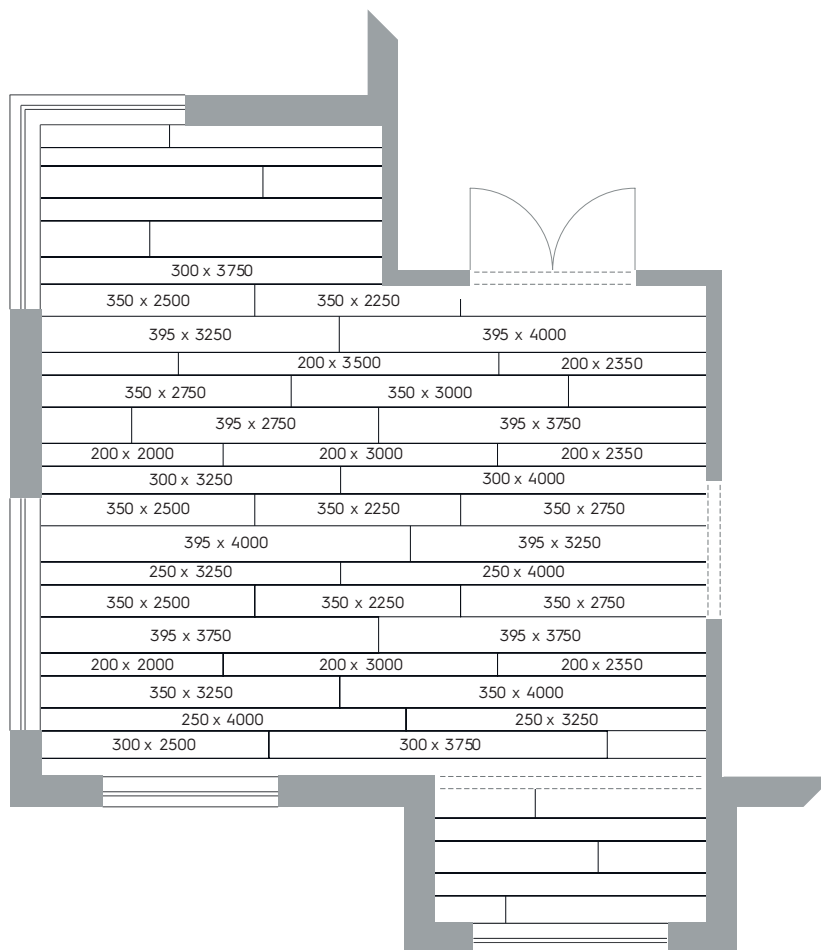 300 x 3750
350 x 2500 350 x 2250
395 x 3250 395 x 4000
200 x 3500 200 x 2350
350 x 2750 350 x 3000
395 x 2750 395 x 3750
200 x 2000 200 x 3000 200 x 2350
300 x 3250 300 x 4000
350 x 2500 350 x 2250 350 x 2750
395 x 4000 395 x 3250
250 x 3250 250 x 4000
350 x 2500 350 x 2250 350 x 2750
395 x 3750 395 x 3750
200 x 2000 200 x 3000 200 x 2350
350 x 3250 350 x 4000
250 x 4000 250 x 3250
300 x 2500 300 x 3750